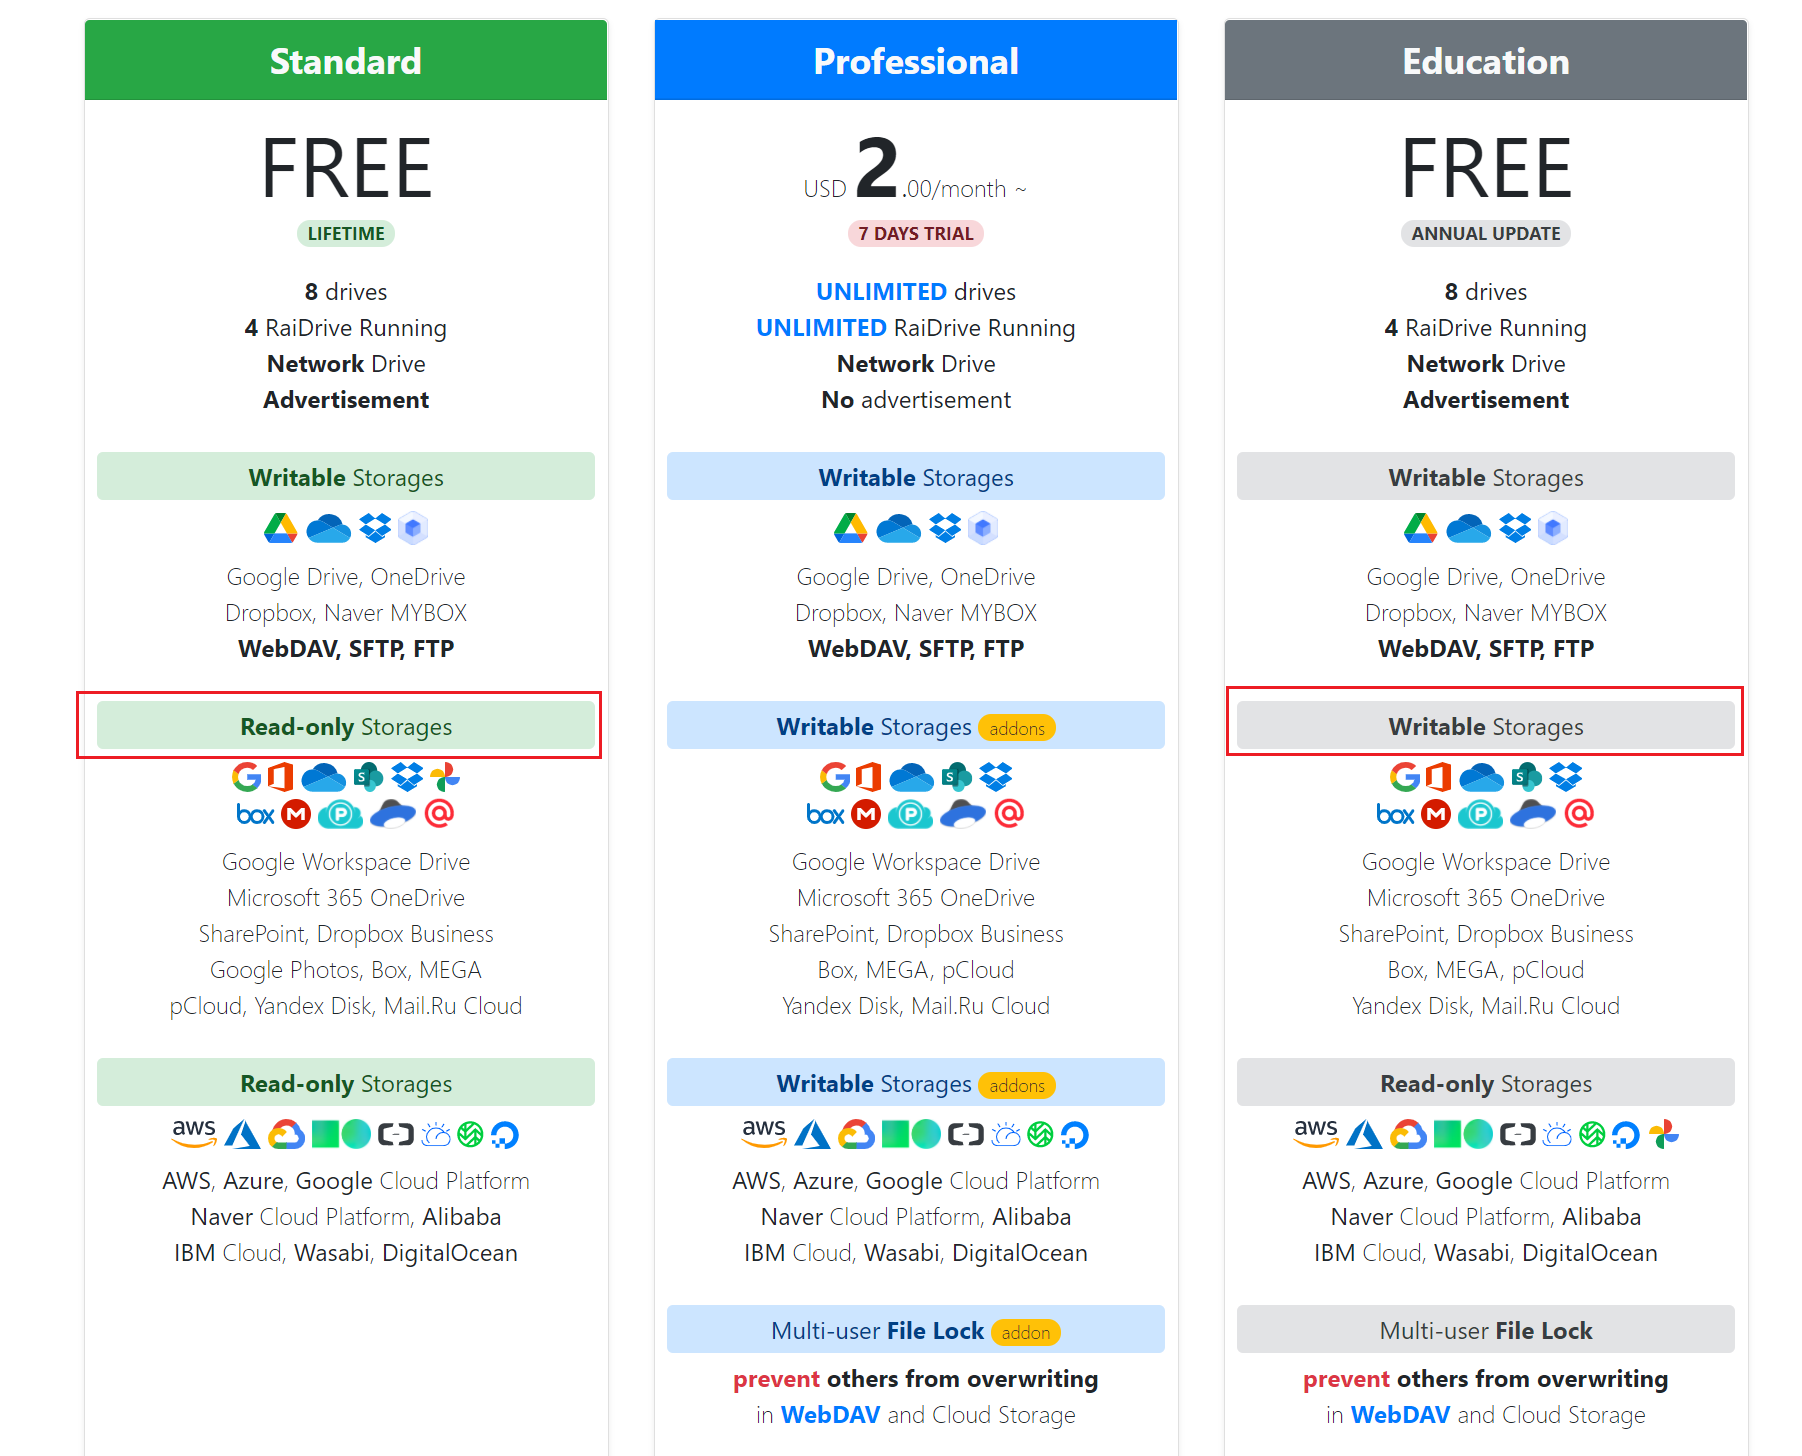 Standard
FREE
LIFETIME
8 drives
4 RaiDrive Running
Network Drive
Advertisement
Writable Storages
Google Drive, OneDrive
Dropbox, Naver MYBOX
WebDAV, SFTP, FTP
Read-only Storages
box
Google Workspace Drive
Microsoft 365 OneDrive
SharePoint, Dropbox Business
Google Photos, Box, MEGA
pCloud, Yandex Disk, Mail.Ru Cloud
Read-only Storages
aws
AWS, Azure, Google Cloud Platform
Naver Cloud Platform, Alibaba
IBM Cloud, Wasabi, DigitalOcean
Professional
USD 2.00/month ~
7 DAYS TRIAL
UNLIMITED drives
UNLIMITED RaiDrive Running
Network Drive
No advertisement
Writable Storages
Google Drive, OneDrive
Dropbox, Naver MYBOX
WebDAV, SFTP, FTP
Writable Storages addons
box
Google Workspace Drive
Microsoft 365 OneDrive
SharePoint, Dropbox Business
Box, MEGA, pCloud
Yandex Disk, Mail.Ru Cloud
Writable Storages addons
aws
AWS, Azure, Google Cloud Platform
Naver Cloud Platform, Alibaba
IBM Cloud, Wasabi, DigitalOcean
Multi-user File Lock addon
prevent others from overwriting
in WebDAV and Cloud Storage
Education
FREE
ANNUAL UPDATE
8 drives
4 RaiDrive Running
Network Drive
Advertisement
Writable Storages
Google Drive, OneDrive
Dropbox, Naver MYBOX
WebDAV, SFTP, FTP
Writable Storages
box
Google Workspace Drive
Microsoft 365 OneDrive
SharePoint, Dropbox Business
Box, MEGA, pCloud
Yandex Disk, Mail.Ru Cloud
Read-only Storages
aws
AWS, Azure, Google Cloud Platform
Naver Cloud Platform, Alibaba
IBM Cloud, Wasabi, DigitalOcean
Multi-user File Lock
prevent others from overwriting
in WebDAV and Cloud Storage